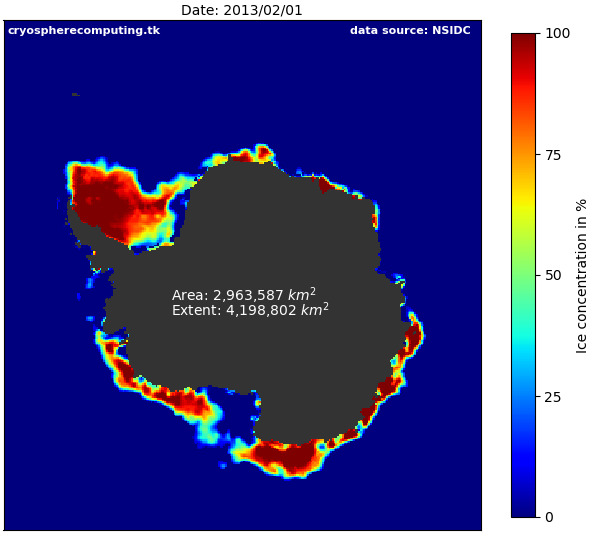 Date: 2013/02/01
cryospherecomputing.tk
data source: NSIDC
100
75
50
25
0
Ice concentration in %
Area: 2,963,587 km²
Extent: 4,198,802 km²